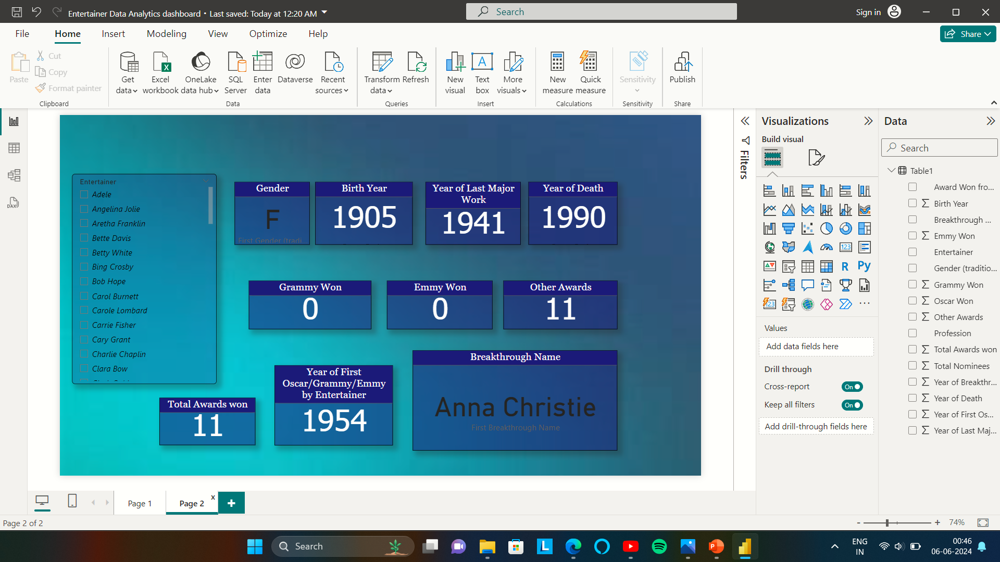 Entertainer Data Analytics dashboard • Last saved: Today at 12:20 AM
Search
Sign in
File
Home
Insert
Modeling
View
Optimize
Help
Share
Paste
Cut
Copy
Format painter
Clipboard
Get data
Excel workbook
OneLake data hub
SQL Server
Enter data
Dataverse
Recent sources
Data
Transform data
Refresh
Queries
New visual
Text box
More visuals
Insert
New measure
Quick measure
Calculations
Sensitivity
Sensitivity
Publish
Share
Entertainer
Adele
Angelina Jolie
Aretha Franklin
Bette Davis
Betty White
Bing Crosby
Bob Hope
Carol Burnett
Carole Lombard
Carrie Fisher
Cary Grant
Charlie Chaplin
Clara Bow
Gender
F
First Gender (tradi...
Birth Year
1905
Year of Last Major
Work
1941
Year of Death
1990
Grammy Won
0
Emmy Won
0
Other Awards
11
Total Awards won
11
Year of First
Oscar/Grammy/Emmy
by Entertainer
1954
Breakthrough Name
Anna Christie
First Breakthrough Name
Filters
Visualizations
Build visual
123
R
Py
123
Values
Add data fields here
Drill through
Cross-report
On
Keep all filters
On
Add drill-through fields here
Data
Search
Table1
Award Won fro...
Birth Year
Breakthrough ...
Emmy Won
Entertainer
Gender (traditio...
Grammy Won
Oscar Won
Other Awards
Profession
Total Awards won
Total Nominees
Year of Breakthr...
Year of Death
Year of First Os...
Year of Last Maj...
DAX
Page 1
Page 2
x
+
Page 2 of 2
- + 74%
Search
L
P
ENG
IN
00:46
06-06-2024